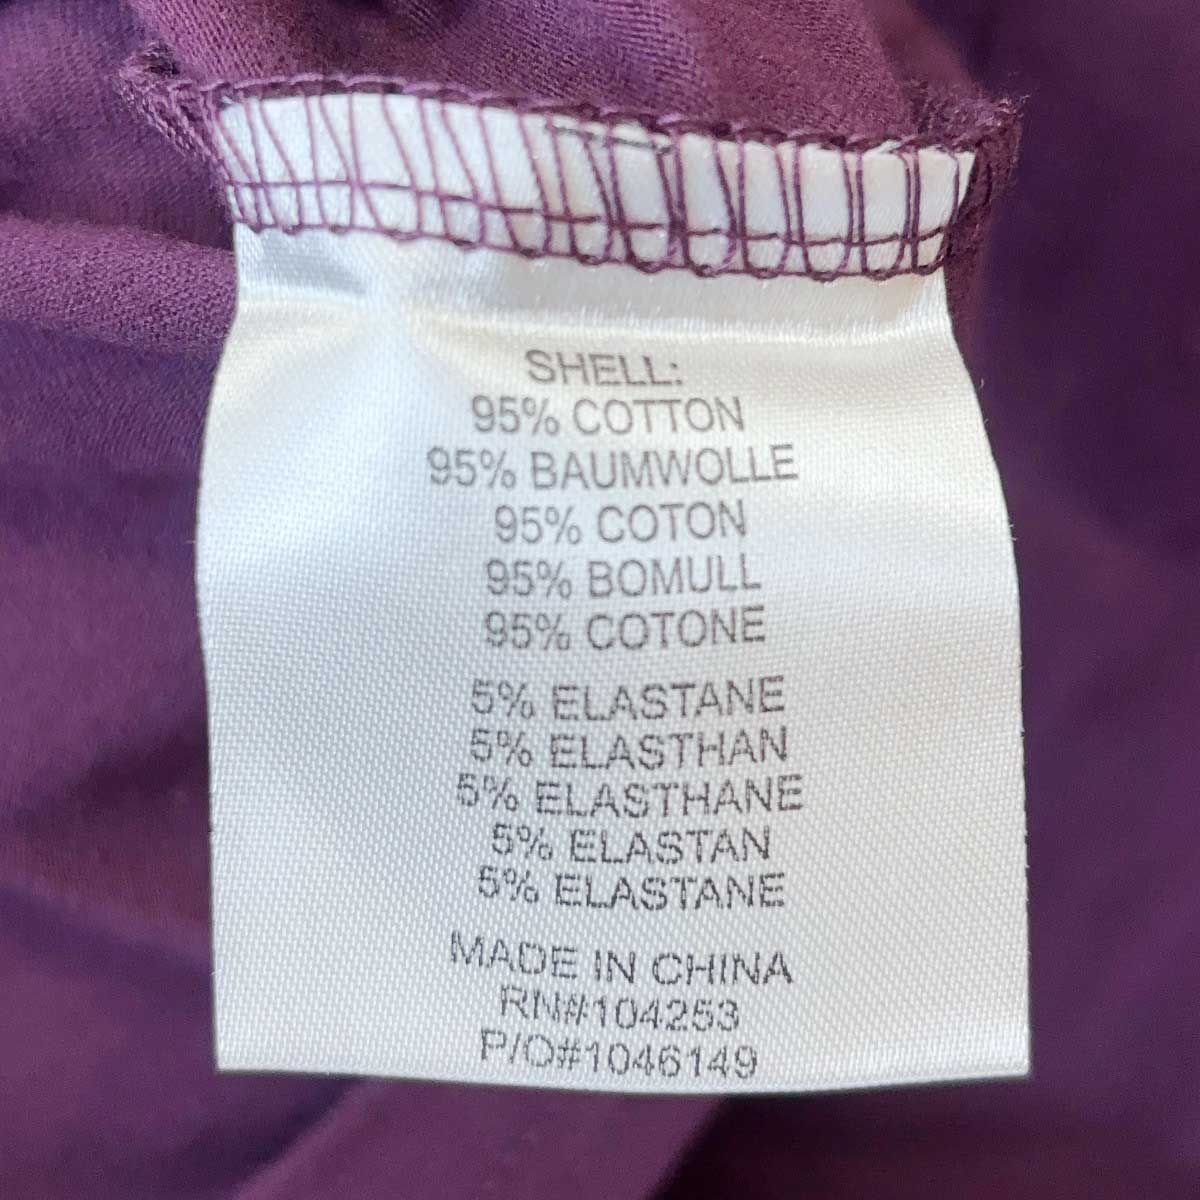 SHELL:
95% COTTON
95% BAUMWOLLE
95% COTON
95% BOMULL
95% COTONE
5% ELASTANE
5% ELASTHAN
5% ELASTHANE
5% ELASTAN
5% ELASTANE
MADE IN CHINA
RN#104253
P/O#1046149